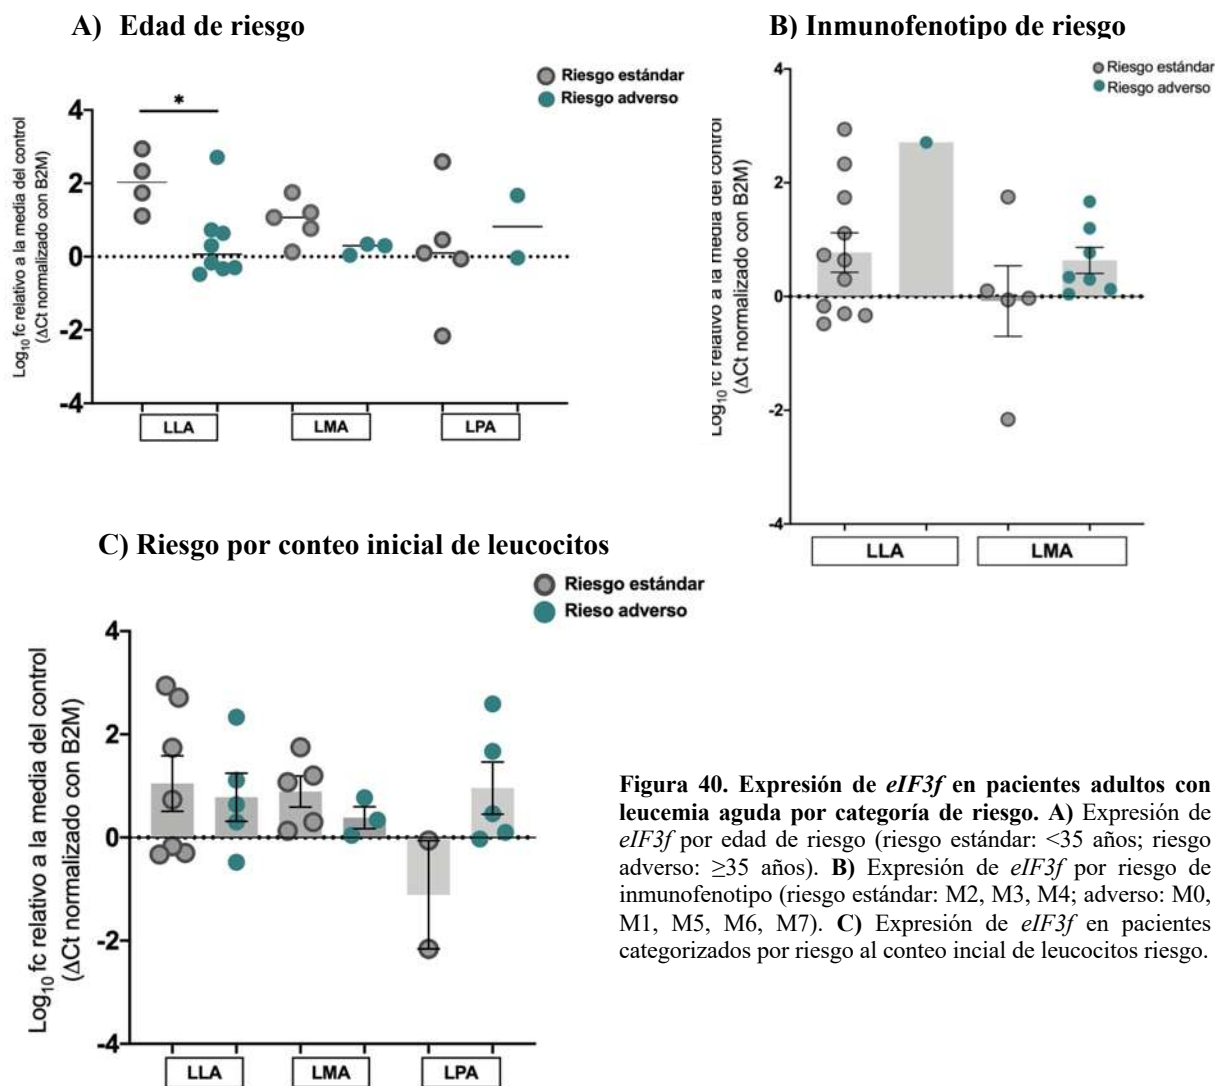 A) Edad de riesgo
Riesgo estándar
Riesgo adverso
*
Log10 fc relativo a la media del control
(ΔCt normalizado con B2M)
4
2
0
-2
-4
LLA
LMA
LPA
B) Inmunofenotipo de riesgo
Riesgo estándar
Riesgo adverso
Log10 fc relativo a la media del control
(ΔCt normalizado con B2M)
4
2
0
-2
-4
LLA
LMA
C) Riesgo por conteo inicial de leucocitos
Riesgo estándar
Rieso adverso
Log10 fc relativo a la media del control
(ΔCt normalizado con B2M)
4
2
0
-2
-4
LLA
LMA
LPA
Figura 40. Expresión de eIF3f en pacientes adultos con
leucemia aguda por categoría de riesgo. A) Expresión de
eIF3f por edad de riesgo (riesgo estándar: <35 años; riesgo
adverso: ≥35 años). B) Expresión de eIF3f por riesgo de
inmunofenotipo (riesgo estándar: M2, M3, M4; adverso: M0,
M1, M5, M6, M7). C) Expresión de eIF3f en pacientes
categorizados por riesgo al conteo incial de leucocitos riesgo.